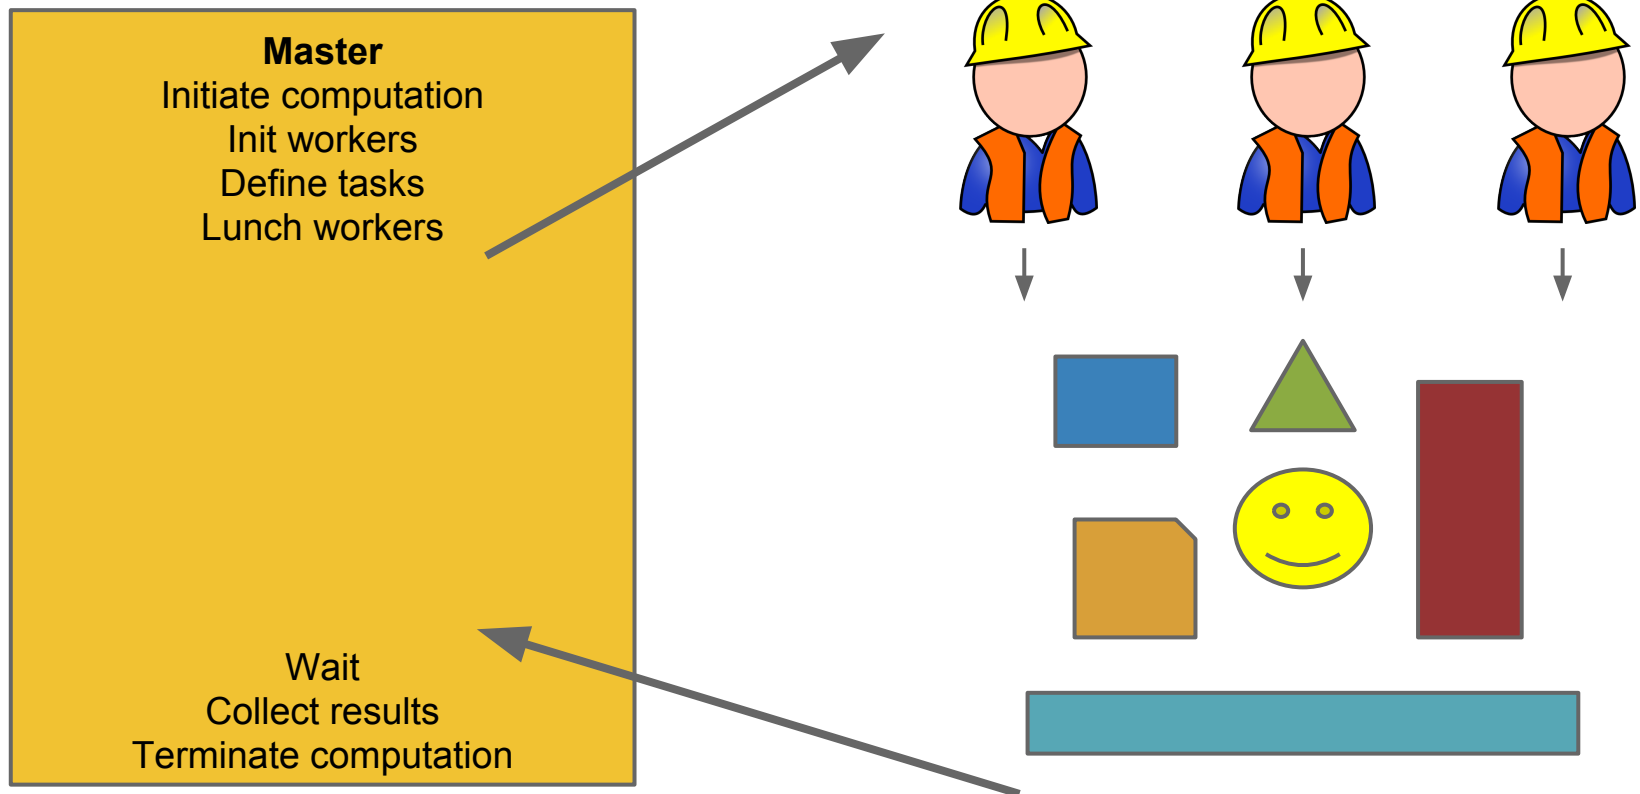 Master
Initiate computation
Init workers
Define tasks
Lunch workers
Wait
Collect results
Terminate computation